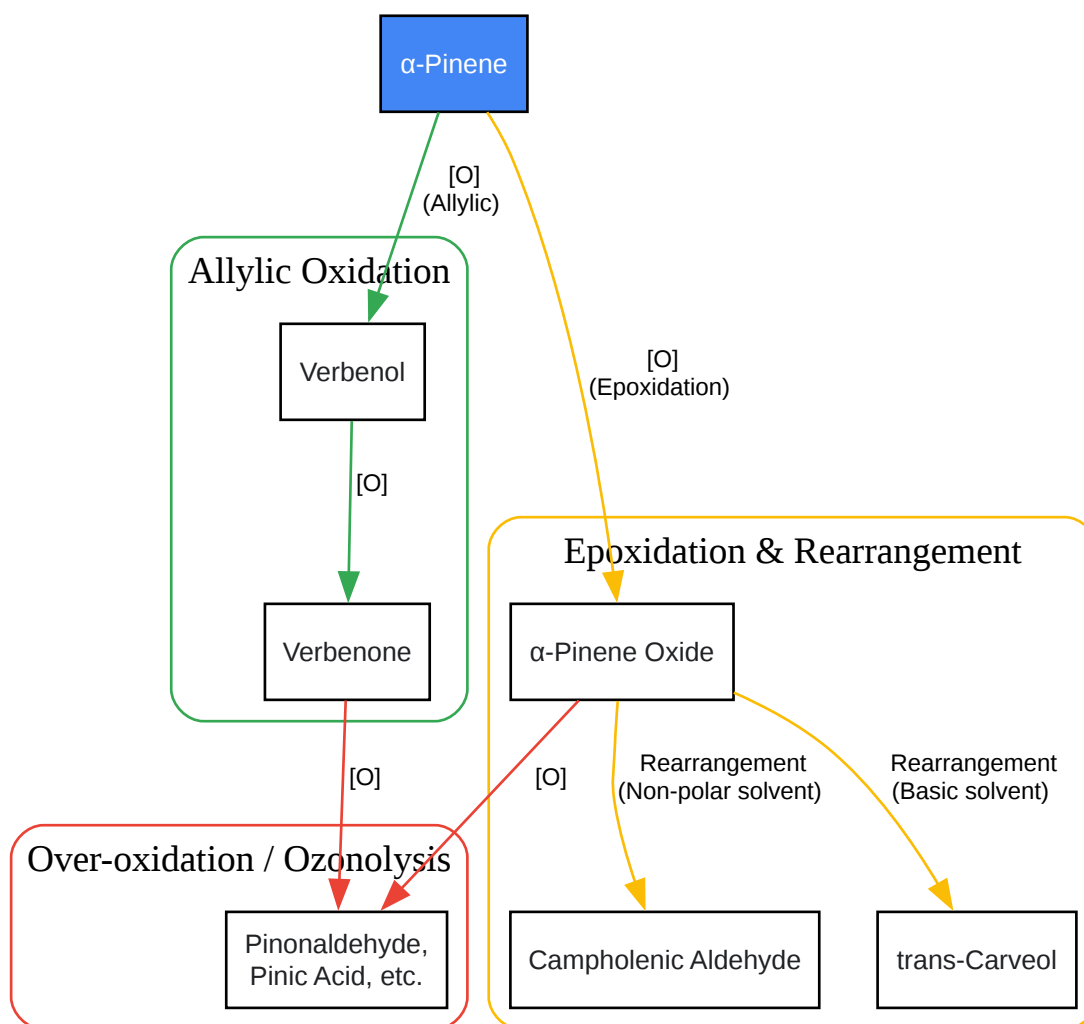 α-Pinene
[O]
(Allylic)
Allylic Oxidation
Verbenol
[O]
(Epoxidation)
[O]
Epoxidation & Rearrangement
Verbenone
α-Pinene Oxide
[O]
[O]
Rearrangement
(Non-polar solvent)
Rearrangement
(Basic solvent)
Over-oxidation / Ozonolysis
Pinonaldehyde,
Pinic Acid, etc.
Campholenic Aldehyde
trans-Carveol